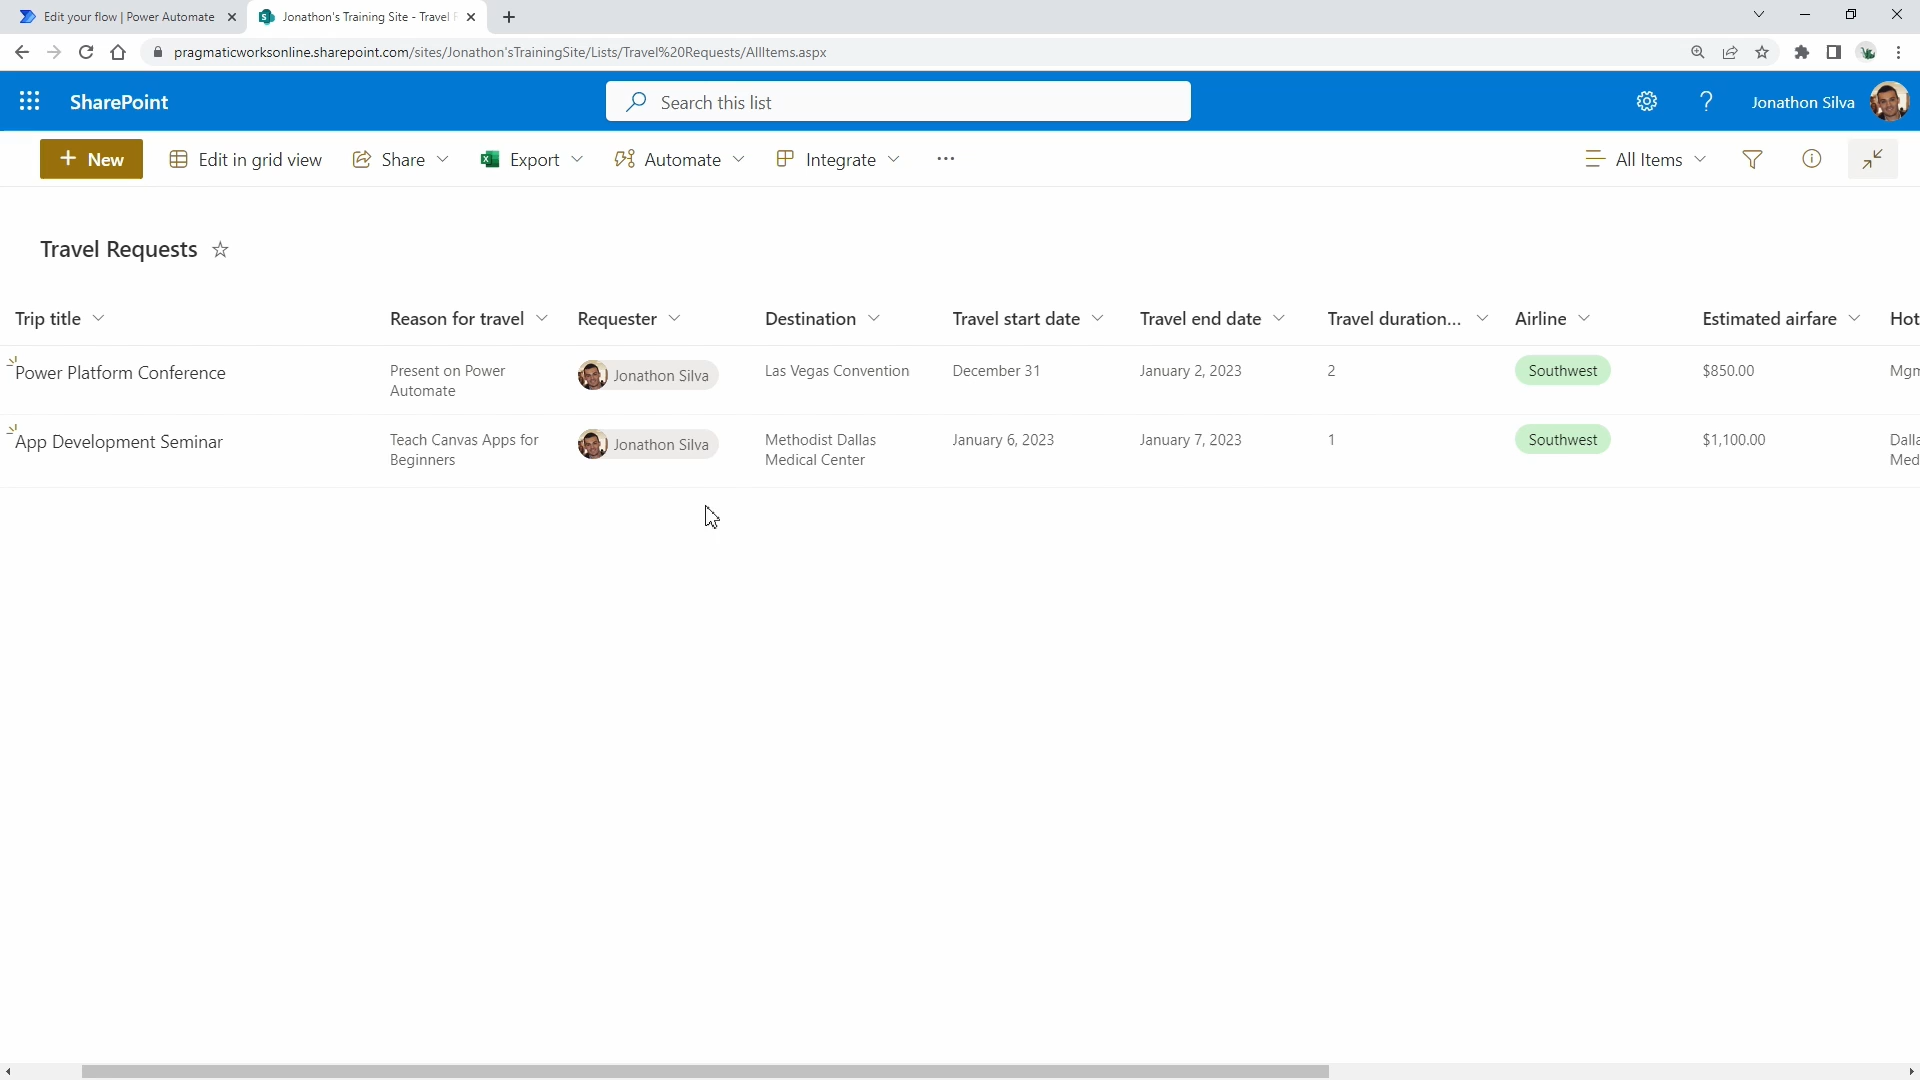 Edit your flow | Power Automate
Jonathon's Training Site - Travel
pragmaticworksonline.sharepoint.com/sites/Jonathon'sTrainingSite/Lists/Travel%20Requests/AllItems.aspx
SharePoint
Search this list
Jonathon Silva
New
Edit in grid view
Share
Export
Automate
Integrate
All Items
Travel Requests
Trip title
Reason for travel
Requester
Destination
Travel start date
Travel end date
Travel duration...
Airline
Estimated airfare
Hot
Power Platform Conference
Present on Power
Automate
Jonathon Silva
Las Vegas Convention
December 31
January 2, 2023
2
Southwest
$850.00
Mgm
App Development Seminar
Teach Canvas Apps for
Beginners
Jonathon Silva
Methodist Dallas
Medical Center
January 6, 2023
January 7, 2023
1
Southwest
$1,100.00
Dalla
Med